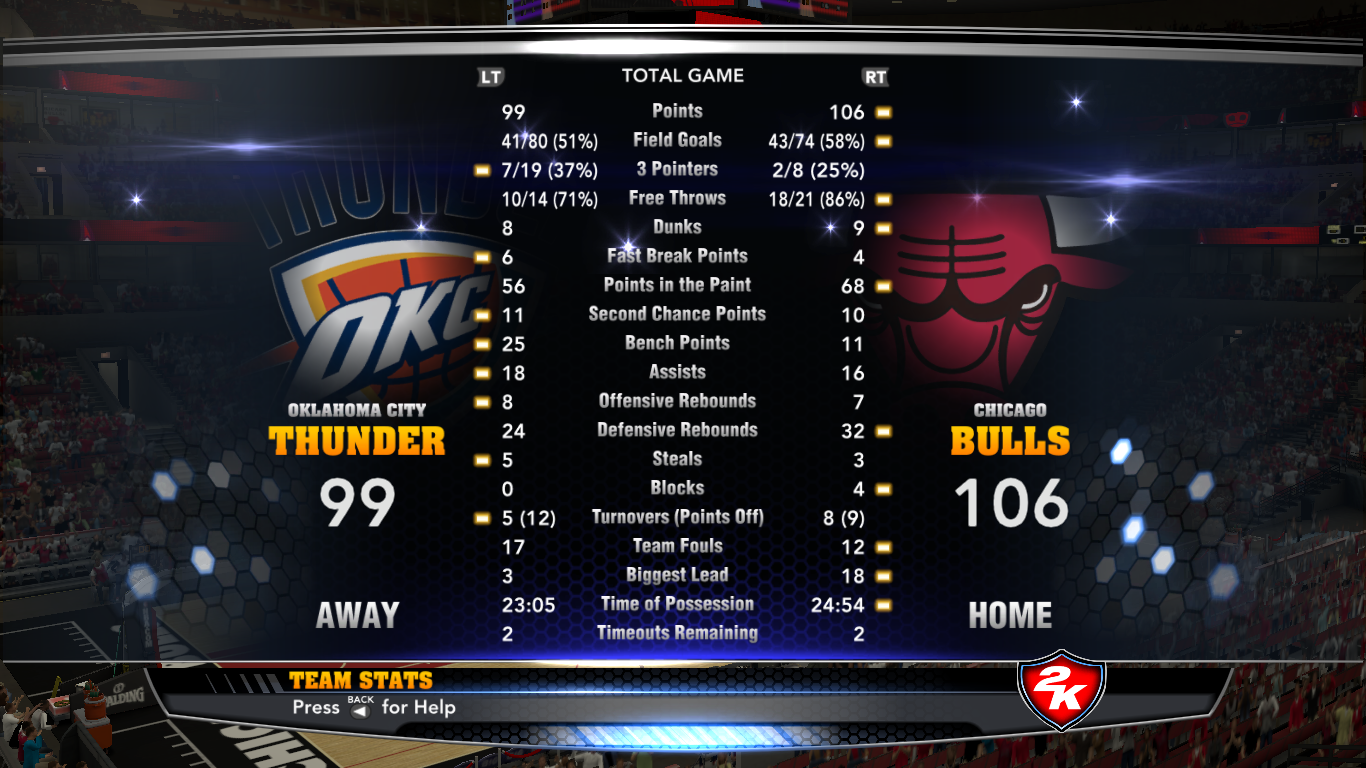 LT TOTAL GAME RT
99 Points 106
41/80 (51%) Field Goals 43/74 (58%)
7/19 (37%) 3 Pointers 2/8 (25%)
10/14 (71%) Free Throws 18/21 (86%)
8 Dunks 9
6 Fast Break Points 4
56 Points in the Paint 68
11 Second Chance Points 10
25 Bench Points 11
18 Assists 16
8 Offensive Rebounds 7
24 Defensive Rebounds 32
5 Steals 3
0 Blocks 4
5 (12) Turnovers (Points Off) 8 (9)
17 Team Fouls 12
3 Biggest Lead 18
23:05 Time of Possession 24:54
2 Timeouts Remaining 2
THUNDER
OKC
OKLAHOMA CITY
THUNDER
99
AWAY
CHICAGO
BULLS
106
HOME
TEAM STATS
Press BACK for Help
2K
SPALDING